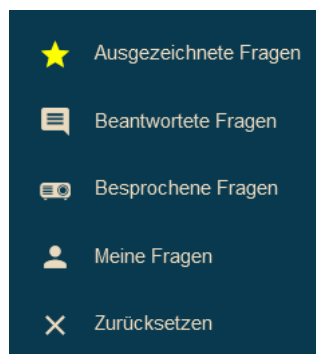 Ausgezeichnete Fragen
Beantwortete Fragen
Besprochene Fragen
Meine Fragen
Zurücksetzen